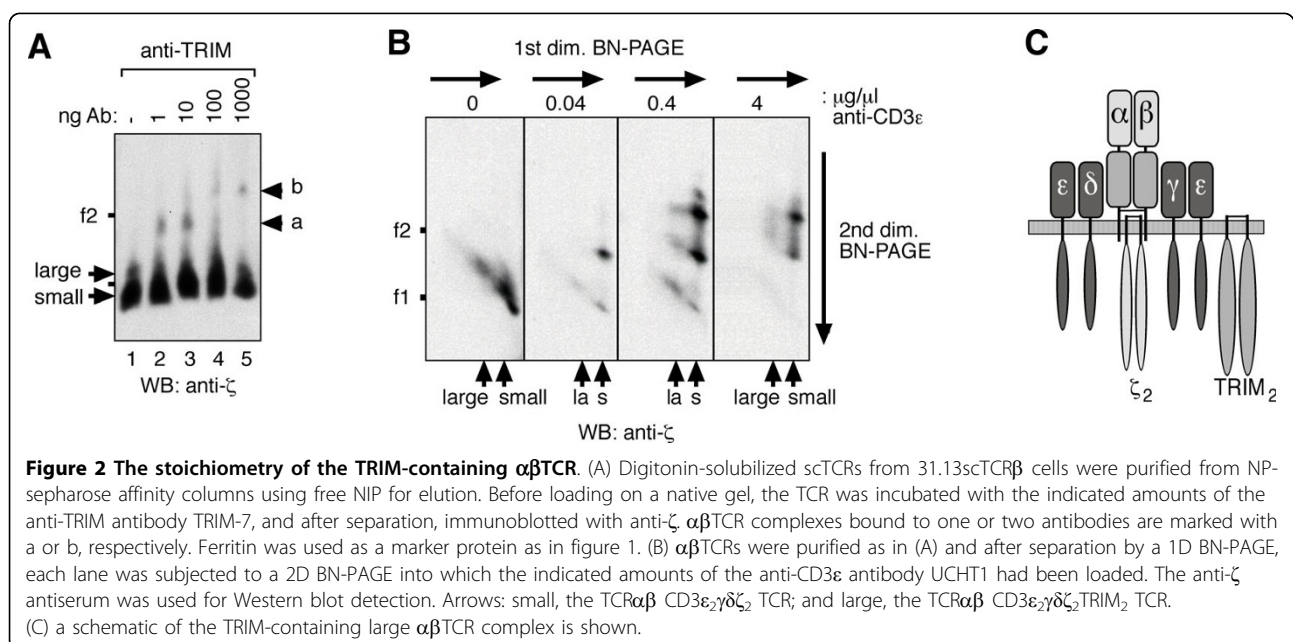 A
anti-TRIM
ng Ab: - 1 10 100 1000
b
f2
a
large
small
1 2 3 4 5
WB: anti-ζ
B
1st dim. BN-PAGE
0 0.04 0.4 4 : μg/μl
anti-CD3ε
f2
2nd dim.
BN-PAGE
f1
large small la s la s large small
WB: anti-ζ
C
α β
ε δ γ ε
ζ2 TRIM2
Figure 2 The stoichiometry of the TRIM-containing αβTCR. (A) Digitonin-solubilized scTCRs from 31.13scTCRβ cells were purified from NP-
sepharose affinity columns using free NIP for elution. Before loading on a native gel, the TCR was incubated with the indicated amounts of the
anti-TRIM antibody TRIM-7, and after separation, immunoblotted with anti-ζ. αβTCR complexes bound to one or two antibodies are marked with
a or b, respectively. Ferritin was used as a marker protein as in figure 1. (B) αβTCRs were purified as in (A) and after separation by a 1D BN-PAGE,
each lane was subjected to a 2D BN-PAGE into which the indicated amounts of the anti-CD3ε antibody UCHT1 had been loaded. The anti-ζ
antiserum was used for Western blot detection. Arrows: small, the TCRαβ CD3ε₂γδζ₂ TCR; and large, the TCRαβ CD3ε₂γδζ₂TRIM₂ TCR.
(C) a schematic of the TRIM-containing large αβTCR complex is shown.